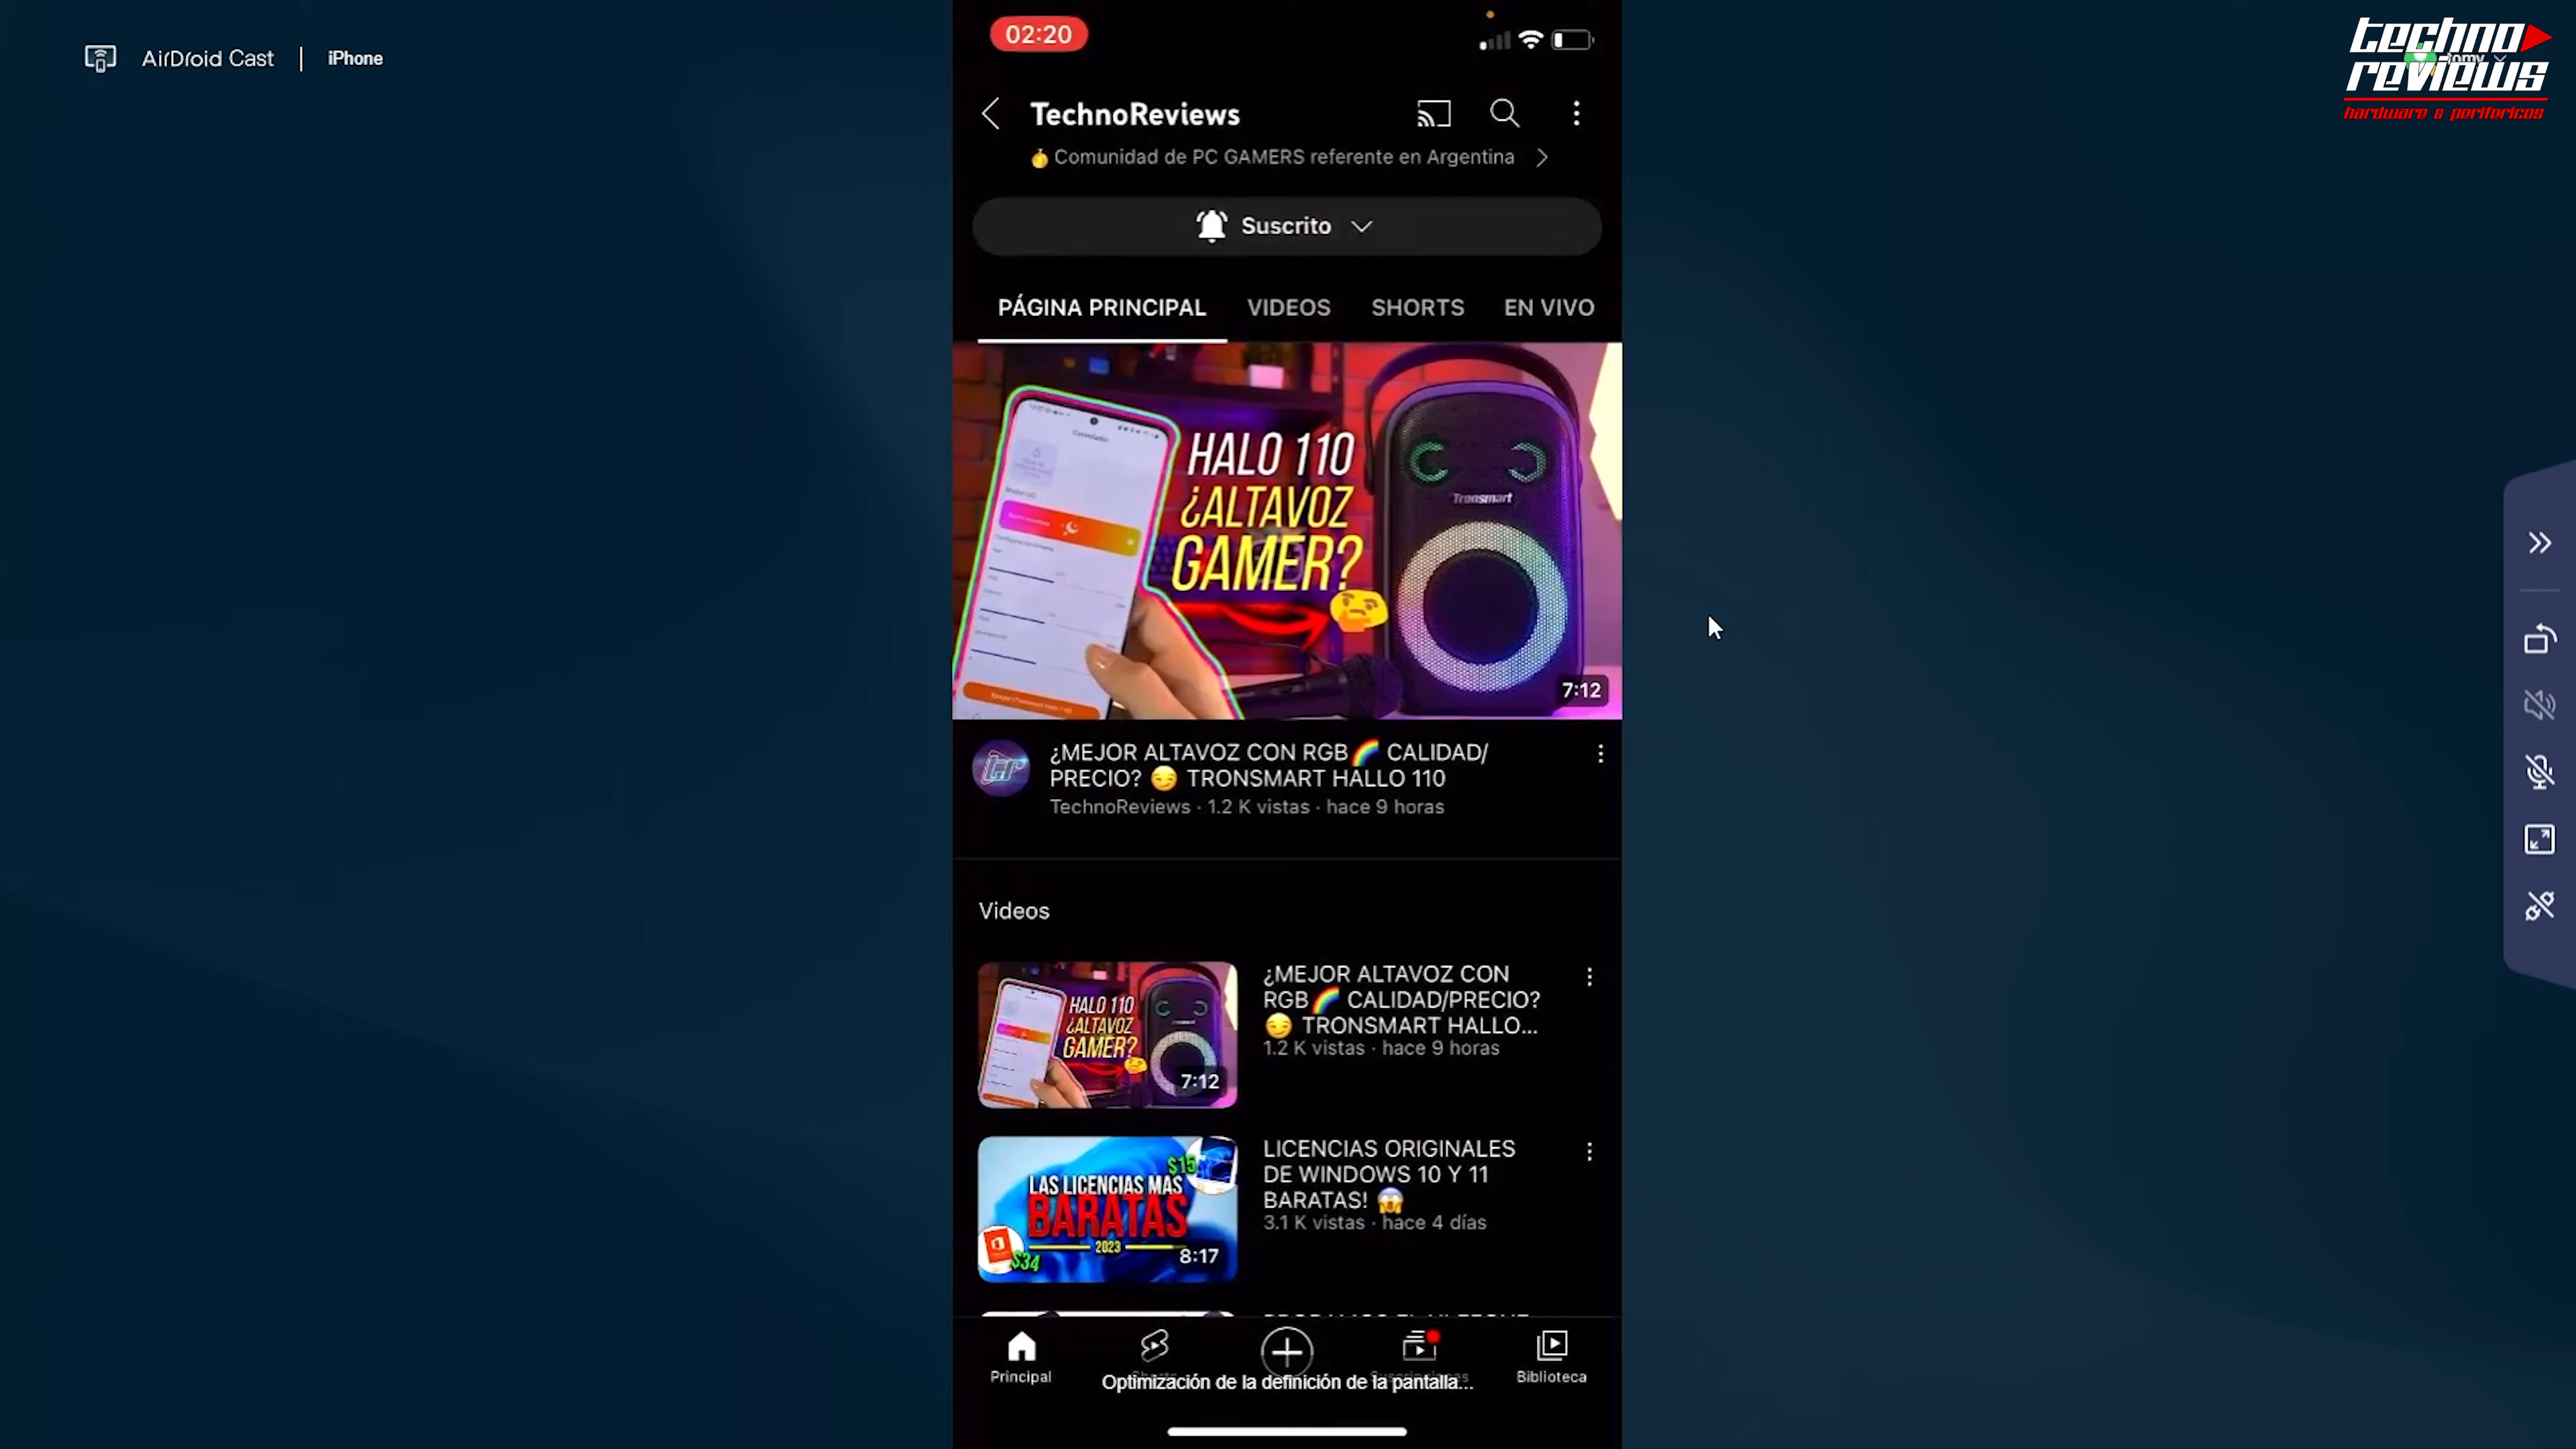 AirDroid Cast | iPhone
techno
reviews
hardware & perifericos
tomy
02:20
TechnoReviews
Comunidad de PC GAMERS referente en Argentina
Suscrito
PÁGINA PRINCIPAL VIDEOS SHORTS EN VIVO
HALO 110
¿ALTAVOZ
GAMER?
Tronsmart
7:12
¿MEJOR ALTAVOZ CON RGB🌈 CALIDAD/
PRECIO? 😏 TRONSMART HALLO 110
TechnoReviews · 1.2 K vistas · hace 9 horas
Videos
HALO 110
¿ALTAVOZ
GAMER?
7:12
¿MEJOR ALTAVOZ CON
RGB🌈 CALIDAD/PRECIO?
😏 TRONSMART HALLO...
1.2 K vistas · hace 9 horas
$15
LAS LICENCIAS MAS
BARATAS
2023
$34
8:17
LICENCIAS ORIGINALES
DE WINDOWS 10 Y 11
BARATAS! 😱
3.1 K vistas · hace 4 días
Principal
Biblioteca
Optimización de la definición de la pantalla...